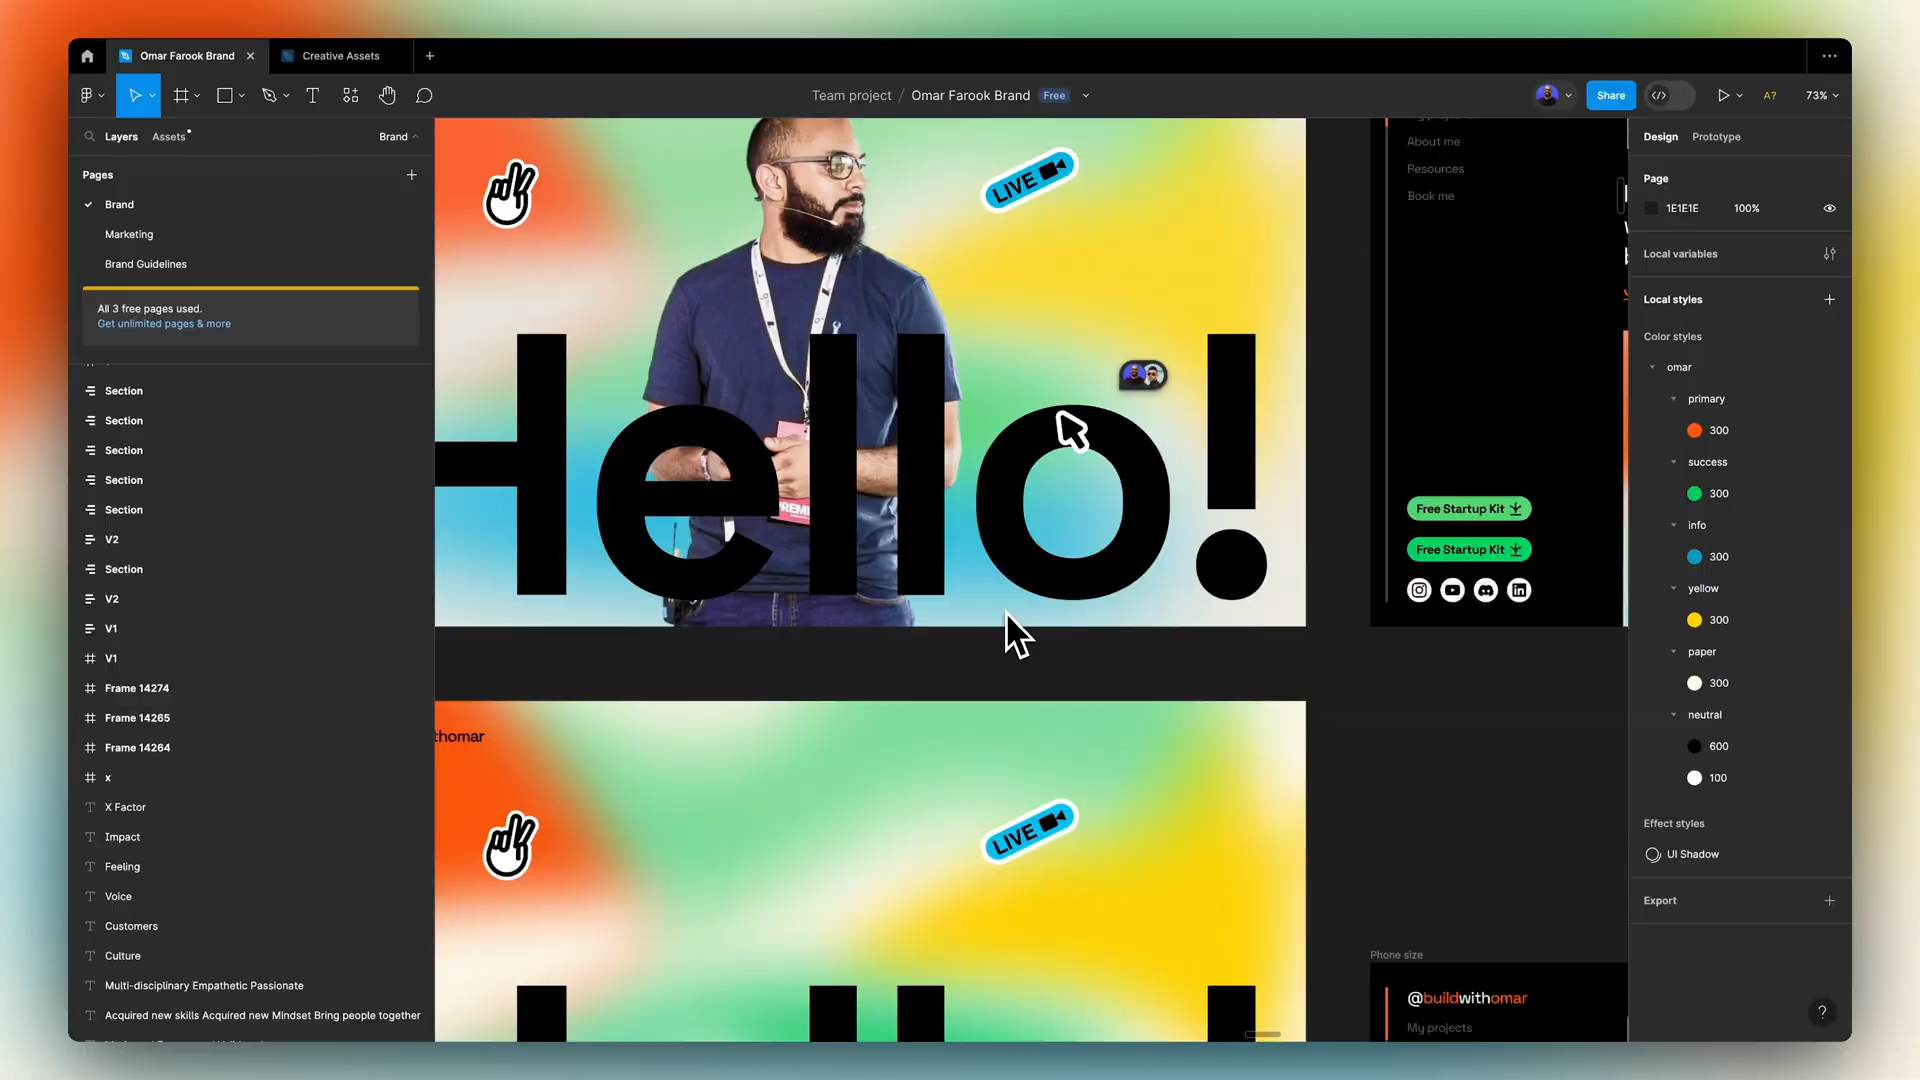 Omar Farook Brand
Creative Assets
Team project / Omar Farook Brand Free
Share
A?
73%
Layers
Assets
Brand
Pages
Brand
Marketing
Brand Guidelines
All 3 free pages used.
Get unlimited pages & more
Section
Section
Section
Section
Section
V2
Section
V2
V1
V1
Frame 14274
Frame 14265
Frame 14264
x
X Factor
Impact
Feeling
Voice
Customers
Culture
Multi-disciplinary Empathetic Passionate
Acquired new skills Acquired new Mindset Bring people together
LIVE
Hello!
thomar
LIVE
About me
Resources
Book me
Free Startup Kit
Free Startup Kit
Phone size
@buildwithomar
My projects
Design
Prototype
Page
1E1E1E
100%
Local variables
Local styles
Color styles
omar
primary
300
success
300
info
300
yellow
300
paper
300
neutral
600
100
Effect styles
UI Shadow
Export
?